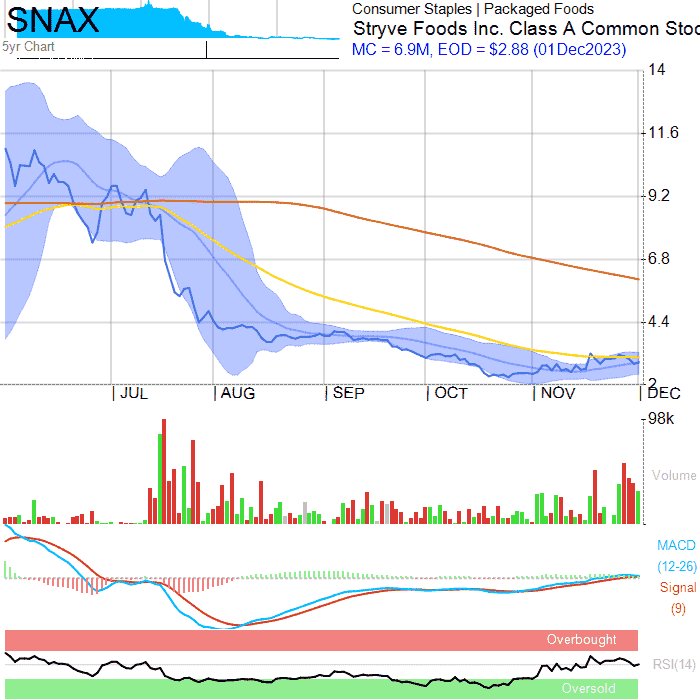 SNAX
Consumer Staples | Packaged Foods
Stryve Foods Inc. Class A Common Stoc
MC = 6.9M, EOD = $2.88 (01Dec2023)
5yr Chart
14
11.6
9.2
6.8
4.4
2
| JUL | AUG | SEP | OCT | NOV | DEC
98k
Volume
MACD
(12-26)
Signal
(9)
Overbought
RSI(14)
Oversold